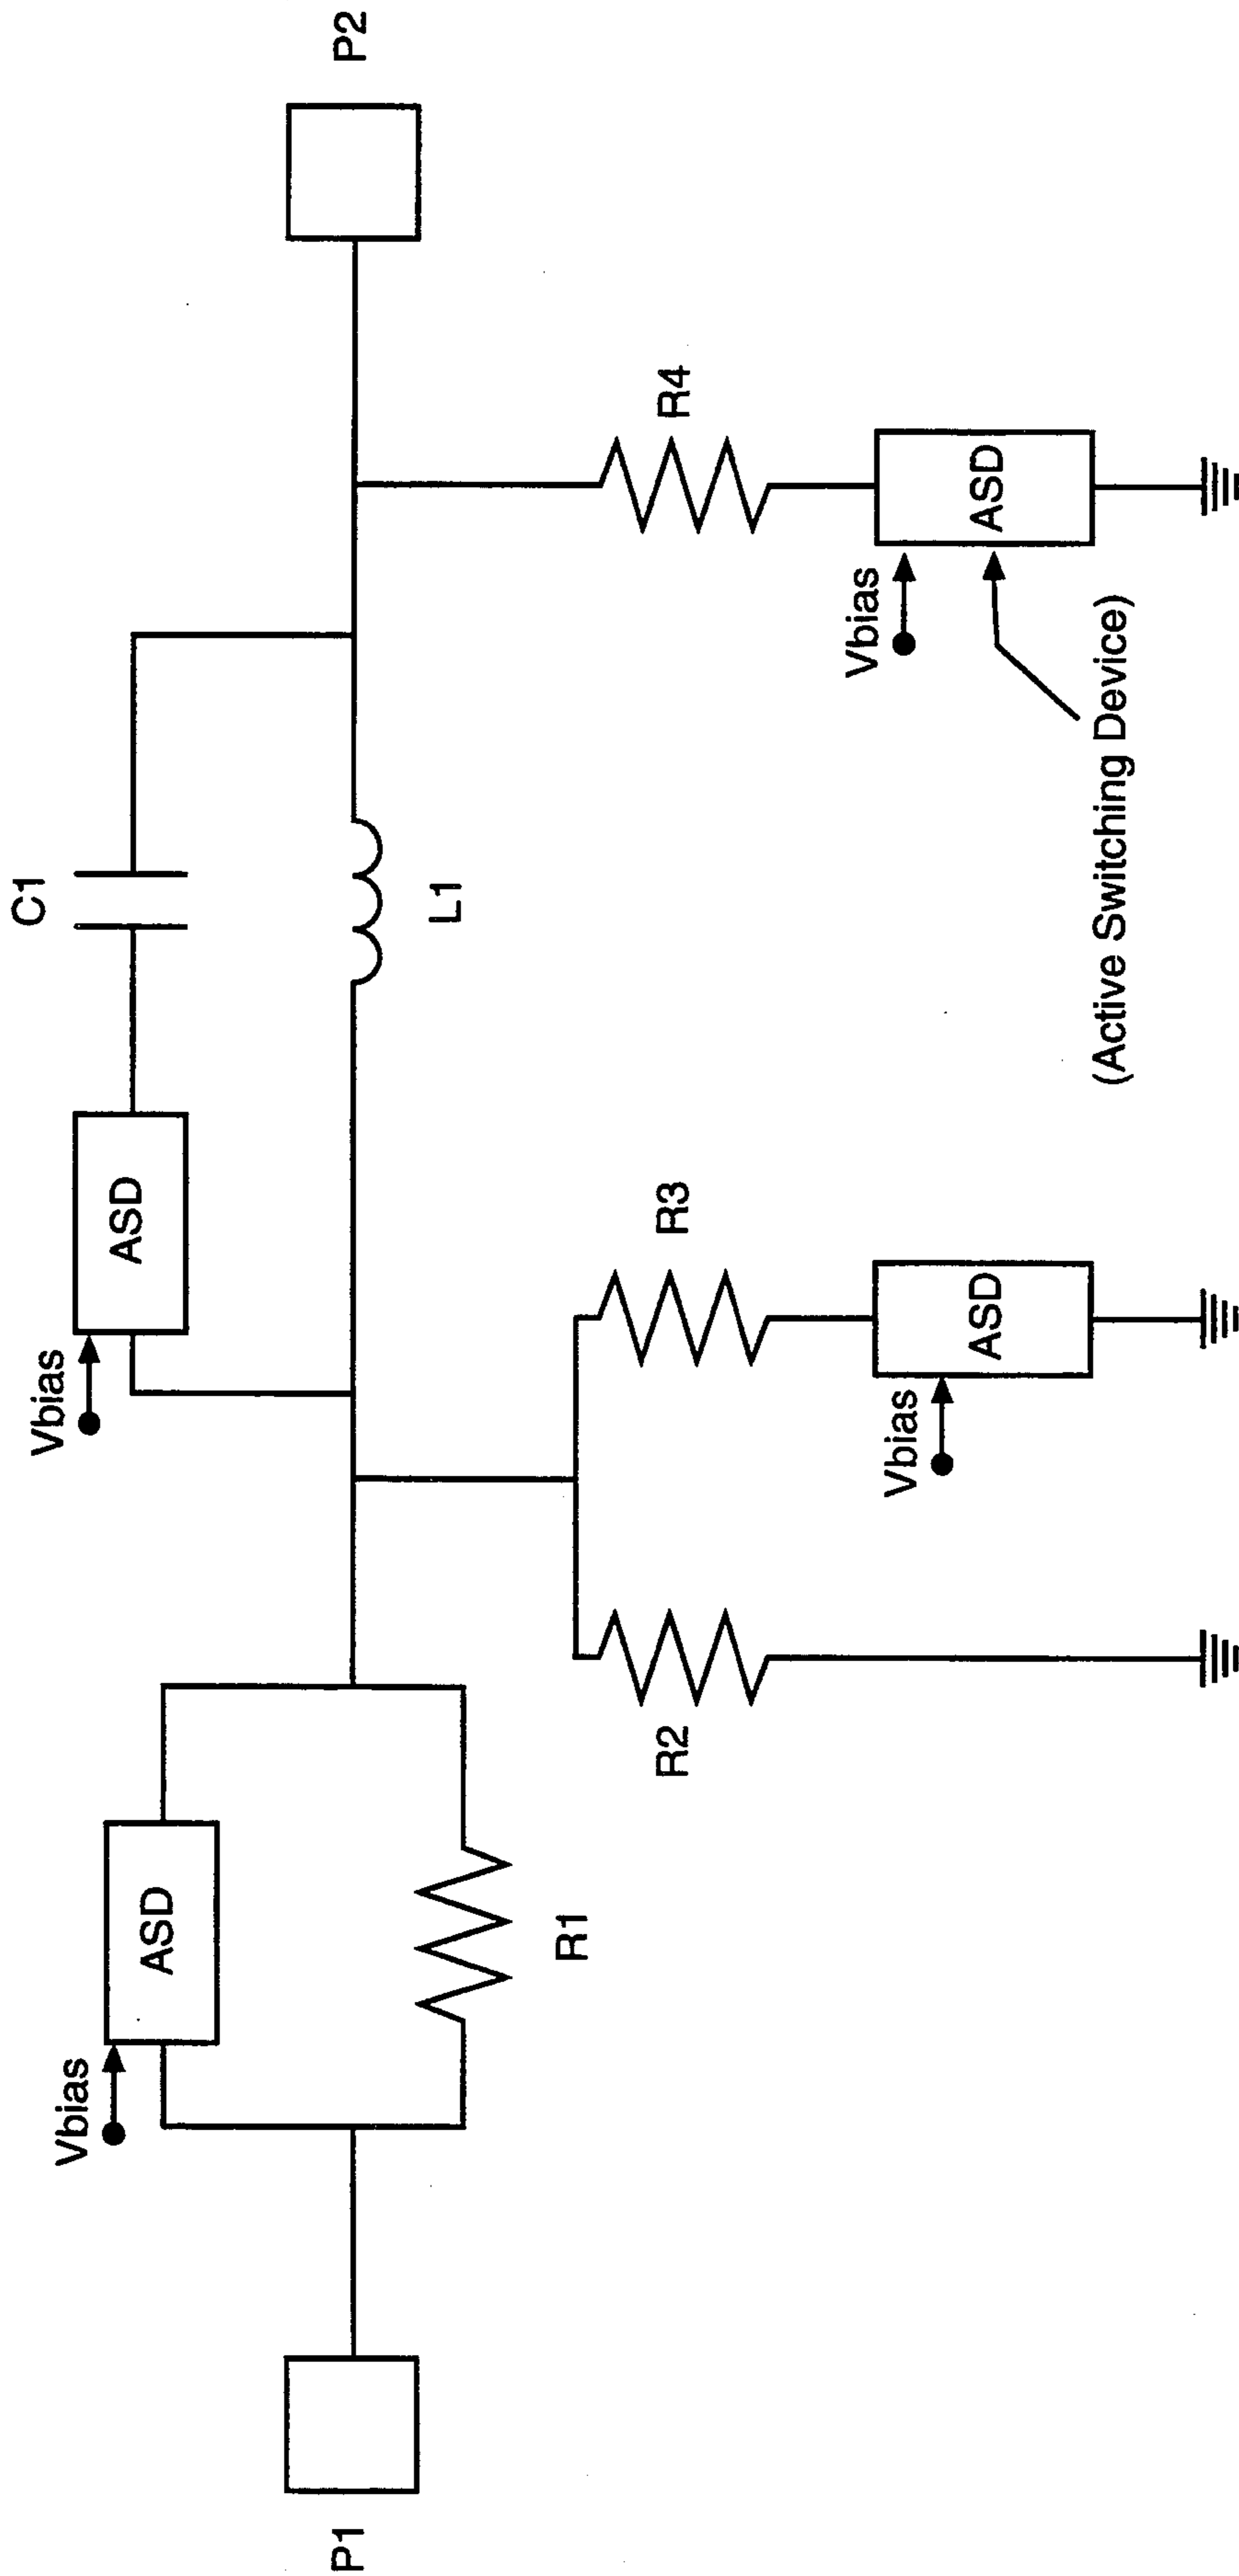 C1
Vbias
ASD
Vbias
ASD
L1
P1
P2
R1
R2
R3
R4
Vbias
ASD
Vbias
ASD
(Active Switching Device)